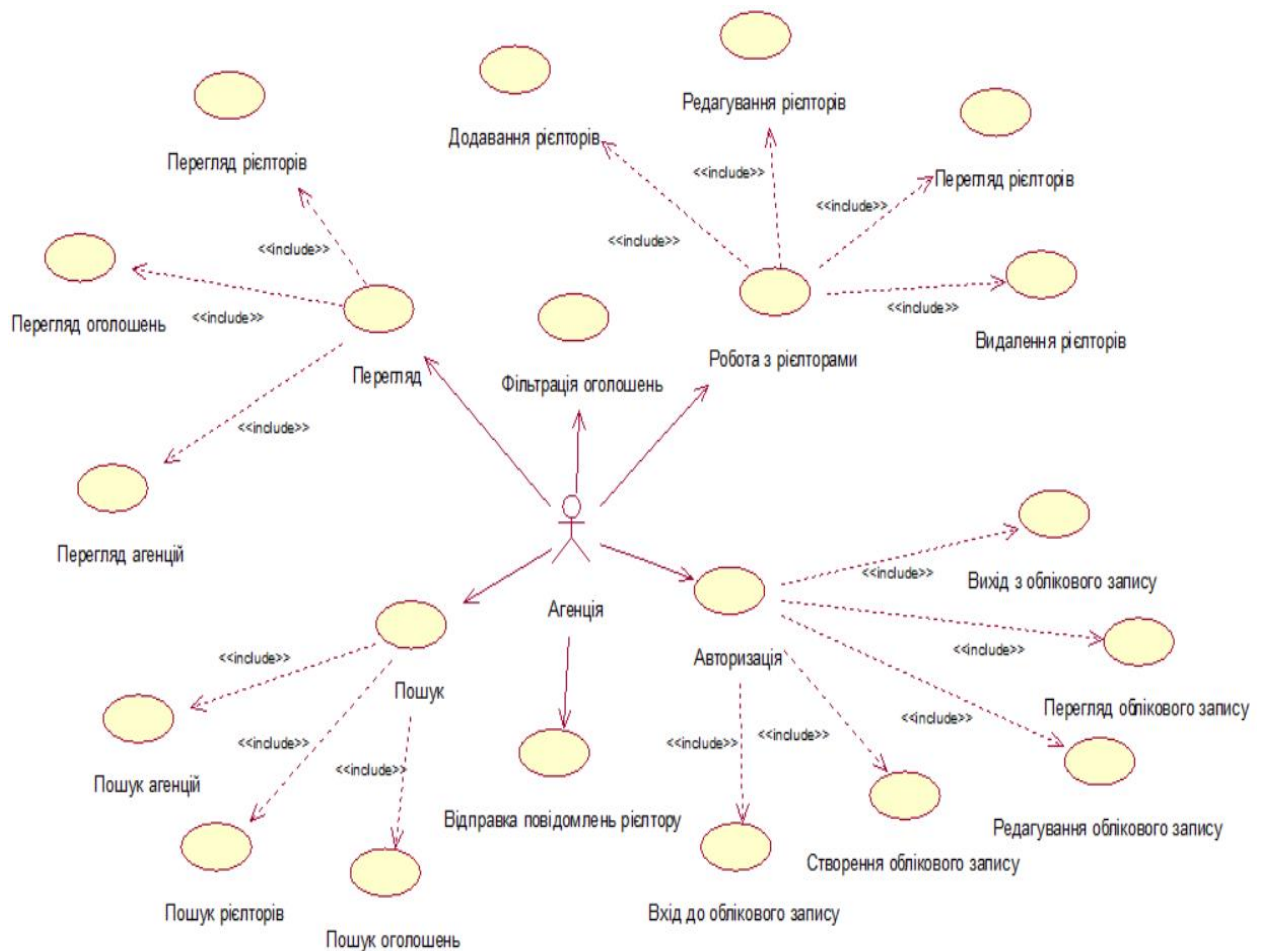 Редагування рієлторів
Додавання рієлторів
Перегляд рієлторів
<<include>>
<<include>>
Перегляд рієлторів
<<include>>
<<include>>
<<include>>
Перегляд оголошень
<<include>>
<<include>>
Видалення рієлторів
Робота з рієлторами
Перегляд
Фільтрація оголошень
<<include>>
Перегляд агенцій
<<include>>
Вихід з облікового запису
Агенція
<<include>>
Авторизація
<<include>>
Пошук
Перегляд облікового запису
<<include>>
<<include>>
<<include>>
<<include>>
<<include>>
Пошук агенцій
Відправка повідомлень рієлтору
Редагування облікового запису
Створення облікового запису
Пошук рієлторів
Вхід до облікового запису
Пошук оголошень